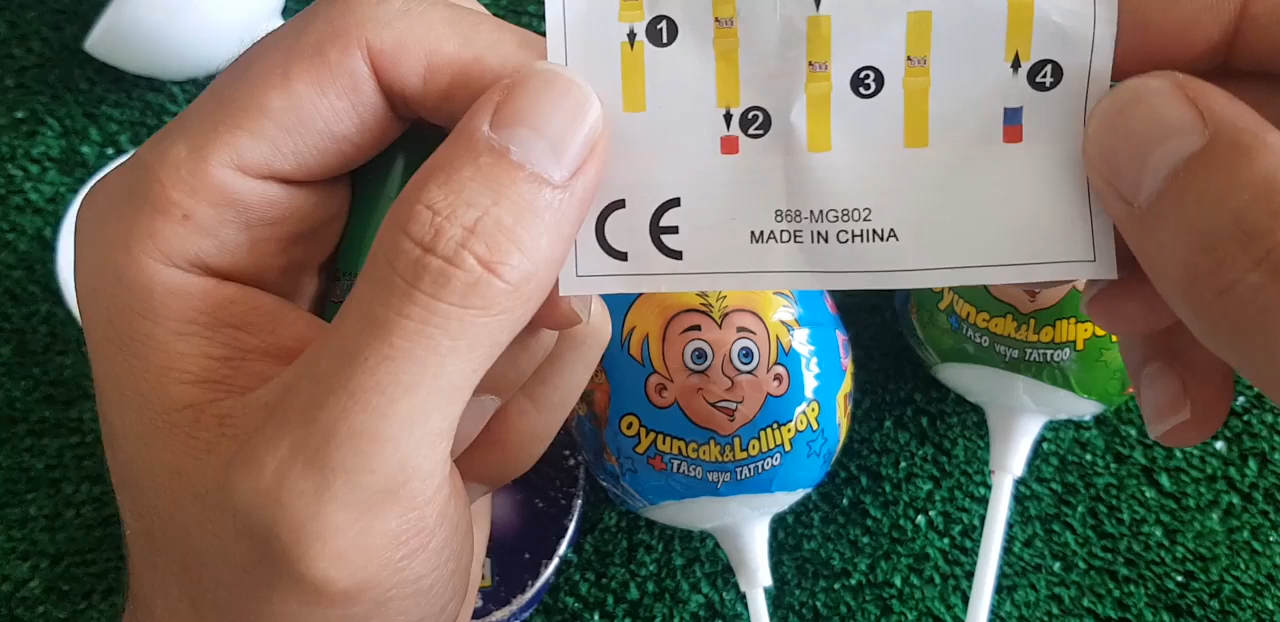 1
2
3
4
CE
868-MG802
MADE IN CHINA
Oyuncak&Lollipop
+ TASO veya TATTOO
Oyuncak&Lollipop
+ TASO veya TATTOO